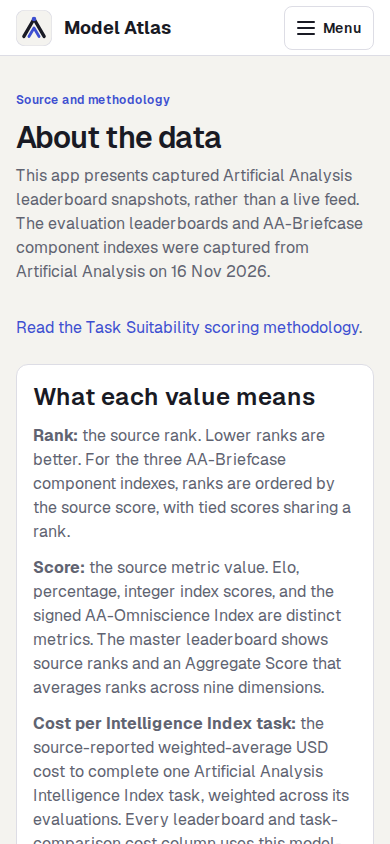 Model Atlas
Menu
Source and methodology
About the data
This app presents captured Artificial Analysis
leaderboard snapshots, rather than a live feed.
The evaluation leaderboards and AA-Briefcase
component indexes were captured from
Artificial Analysis on 16 Nov 2026.
Read the Task Suitability scoring methodology.
What each value means
Rank: the source rank. Lower ranks are
better. For the three AA-Briefcase
component indexes, ranks are ordered by
the source score, with tied scores sharing a
rank.
Score: the source metric value. Elo,
percentage, integer index scores, and the
signed AA-Omniscience Index are distinct
metrics. The master leaderboard shows
source ranks and an Aggregate Score that
averages ranks across nine dimensions.
Cost per Intelligence Index task: the
source-reported weighted-average USD
cost to complete one Artificial Analysis
Intelligence Index task, weighted across its
evaluations. Every leaderboard and task-
comparison cost column uses this model-